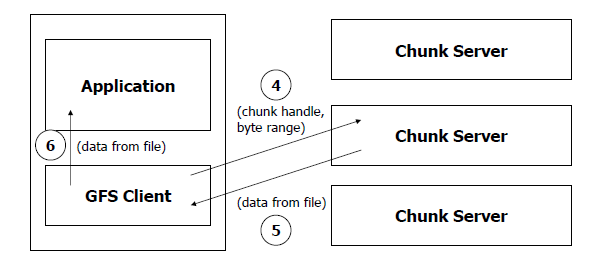 Application
6
(data from file)
GFS Client
4
(chunk handle,
byte range)
(data from file)
5
Chunk Server
Chunk Server
Chunk Server